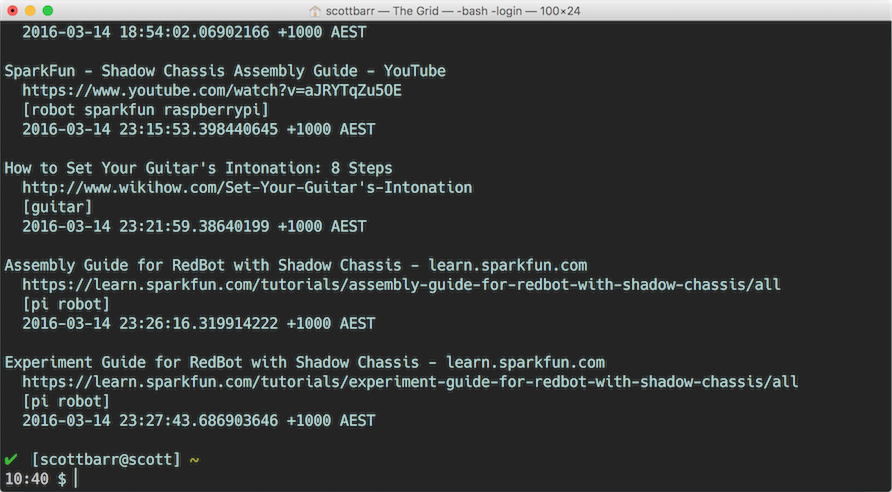 scottbarr — The Grid — -bash -login — 100×24
2016-03-14 18:54:02.06902166 +1000 AEST
SparkFun - Shadow Chassis Assembly Guide - YouTube
https://www.youtube.com/watch?v=aJRYTqZu5OE
[robot sparkfun raspberrypi]
2016-03-14 23:15:53.398440645 +1000 AEST
How to Set Your Guitar's Intonation: 8 Steps
http://www.wikihow.com/Set-Your-Guitar's-Intonation
[guitar]
2016-03-14 23:21:59.38640199 +1000 AEST
Assembly Guide for RedBot with Shadow Chassis - learn.sparkfun.com
https://learn.sparkfun.com/tutorials/assembly-guide-for-redbot-with-shadow-chassis/all
[pi robot]
2016-03-14 23:26:16.319914222 +1000 AEST
Experiment Guide for RedBot with Shadow Chassis - learn.sparkfun.com
https://learn.sparkfun.com/tutorials/experiment-guide-for-redbot-with-shadow-chassis/all
[pi robot]
2016-03-14 23:27:43.686903646 +1000 AEST
✔ [scottbarr@scott] ~
10:40 $